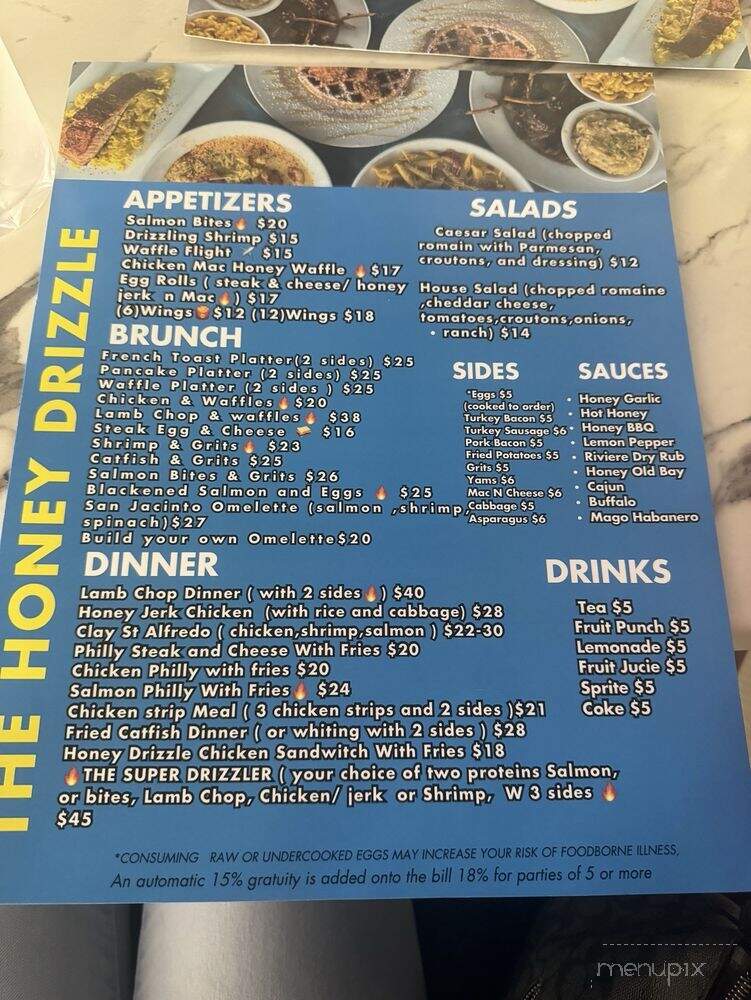 THE HONEY DRIZZLE
APPETIZERS
Salmon Bites🔥 $20
Drizzling Shrimp $15
Waffle Flight $15
Chicken Mac Honey Waffle 🔥$17
Egg Rolls ( steak & cheese/ honey
jerk n Mac🔥) $17
(6)Wings $12 (12)Wings $18
SALADS
Caesar Salad (chopped
romain with Parmesan,
croutons, and dressing) $12
House Salad (chopped romaine
,cheddar cheese,
tomatoes,croutons,onions,
• ranch) $14
BRUNCH
French Toast Platter(2 sides) $25
Pancake Platter (2 sides) $25
Waffle Platter (2 sides ) $25
Chicken & Waffles🔥$20
Lamb Chop & waffles🔥 $38
Steak Egg & Cheese $16
Shrimp & Grits🔥 $23
Catfish & Grits $25
Salmon Bites & Grits $26
Blackened Salmon and Eggs 🔥 $25
San Jacinto Omelette (salmon ,shrimp,
spinach)$27
Build your own Omelette$20
SIDES
*Eggs $5
(cooked to order)
Turkey Bacon $5
Turkey Sausage $6
Pork Bacon $5
Fried Potatoes $5
Grits $5
Yams $6
Mac N Cheese $6
Cabbage $5
Asparagus $6
SAUCES
• Honey Garlic
• Hot Honey
• Honey BBQ
• Lemon Pepper
• Riviere Dry Rub
• Honey Old Bay
• Cajun
• Buffalo
• Mago Habanero
DINNER
Lamb Chop Dinner ( with 2 sides🔥) $40
Honey Jerk Chicken (with rice and cabbage) $28
Clay St Alfredo ( chicken,shrimp,salmon ) $22-30
Philly Steak and Cheese With Fries $20
Chicken Philly with fries $20
Salmon Philly With Fries🔥 $24
Chicken strip Meal ( 3 chicken strips and 2 sides )$21
Fried Catfish Dinner ( or whiting with 2 sides ) $28
Honey Drizzle Chicken Sandwitch With Fries $18
🔥THE SUPER DRIZZLER ( your choice of two proteins Salmon,
or bites, Lamb Chop, Chicken/ jerk or Shrimp, W 3 sides 🔥
$45
DRINKS
Tea $5
Fruit Punch $5
Lemonade $5
Fruit Jucie $5
Sprite $5
Coke $5
*CONSUMING RAW OR UNDERCOOKED EGGS MAY INCREASE YOUR RISK OF FOODBORNE ILLNESS,
An automatic 15% gratuity is added onto the bill 18% for parties of 5 or more
menupix